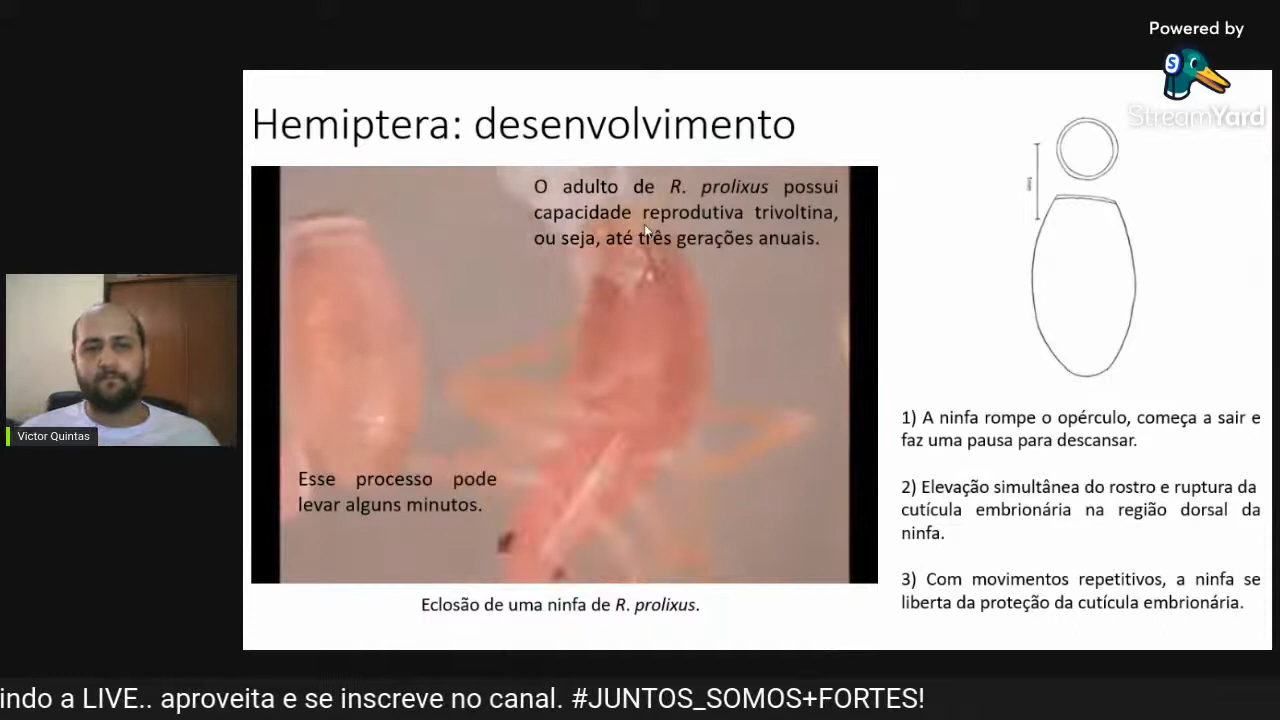 Powered by
StreamYard
Hemiptera: desenvolvimento
O adulto de R. prolixus possui
capacidade reprodutiva trivoltina,
ou seja, até três gerações anuais.
Esse processo pode
levar alguns minutos.
Eclosão de uma ninfa de R. prolixus.
1) A ninfa rompe o opérculo, começa a sair e
faz uma pausa para descansar.
2) Elevação simultânea do rostro e ruptura da
cutícula embrionária na região dorsal da
ninfa.
3) Com movimentos repetitivos, a ninfa se
liberta da proteção da cutícula embrionária.
Victor Quintas
indo a LIVE.. aproveita e se inscreve no canal. #JUNTOS_SOMOS+FORTES!